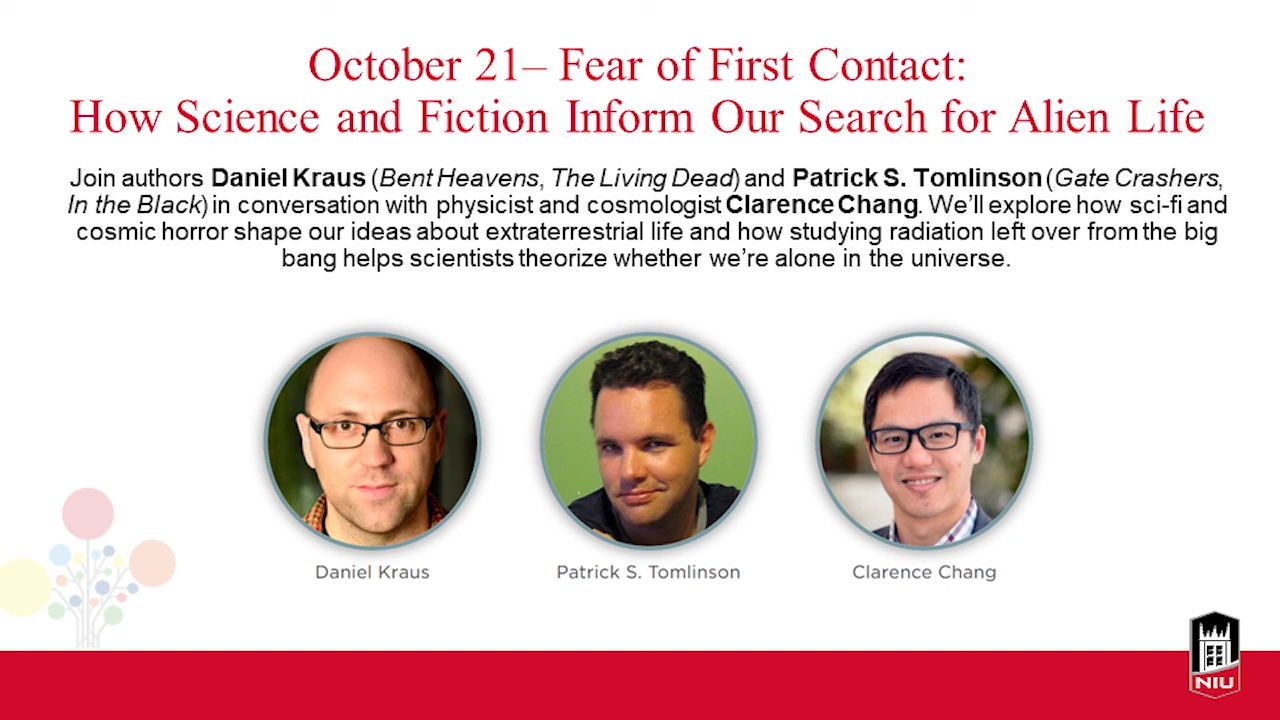 October 21– Fear of First Contact:
How Science and Fiction Inform Our Search for Alien Life
Join authors Daniel Kraus (Bent Heavens, The Living Dead) and Patrick S. Tomlinson (Gate Crashers,
In the Black) in conversation with physicist and cosmologist Clarence Chang. We’ll explore how sci-fi and
cosmic horror shape our ideas about extraterrestrial life and how studying radiation left over from the big
bang helps scientists theorize whether we’re alone in the universe.
Daniel Kraus
Patrick S. Tomlinson
Clarence Chang
NIU